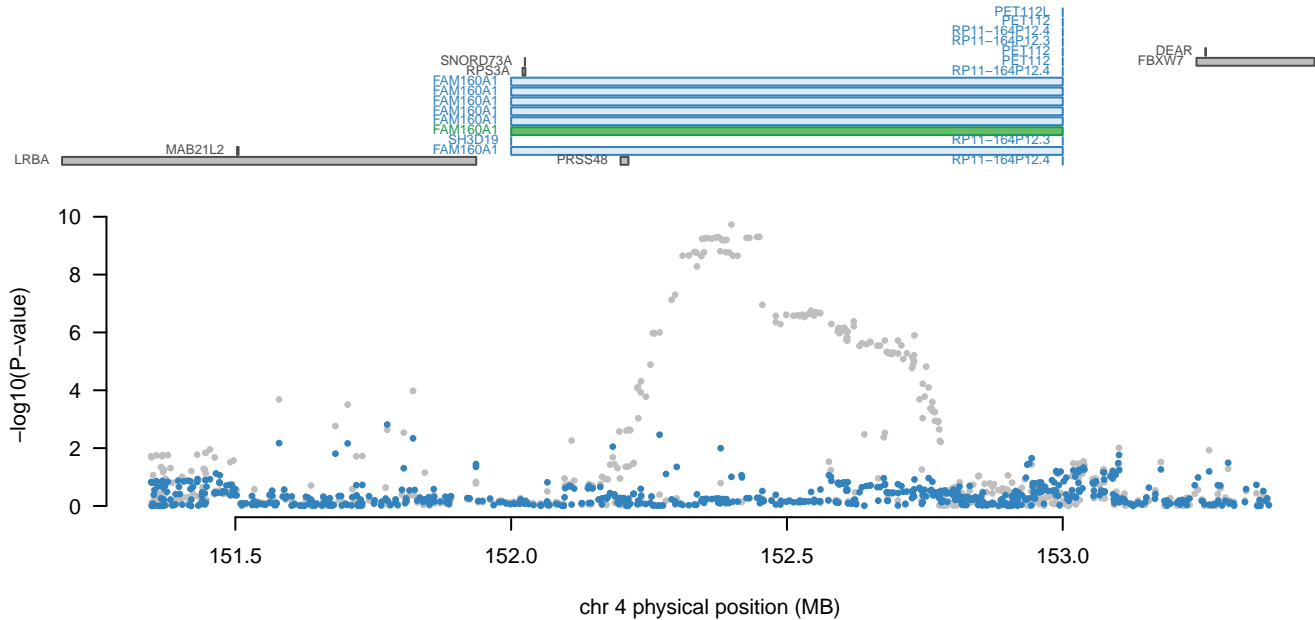 PET112L
PET112
RP11−164P12.4
RP11−164P12.3
SNORD73A PET112 DEAR
PET112 FBXW7
RPS3A RP11−164P12.4
FAM160A1
FAM160A1
FAM160A1
FAM160A1
FAM160A1
FAM160A1
SH3D19 RP11−164P12.3
MAB21L2 FAM160A1
LRBA PRSS48 RP11−164P12.4
10
8
6
4
2
0
−log10(P−value)
151.5 152.0 152.5 153.0
chr 4 physical position (MB)